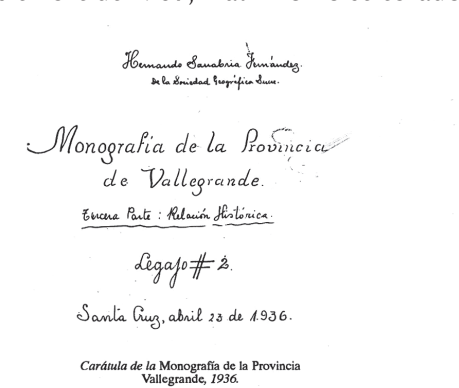 Hernando Sanabria Fernández.
de la Sociedad Geográfica Sucre.
Monografía de la Provincia
de Vallegrande.
Tercera Parte : Relación Histórica.
Legajo # 2.
Santa Cruz, abril 23 de 1.936.
Carátula de la Monografía de la Provincia
Vallegrande, 1936.